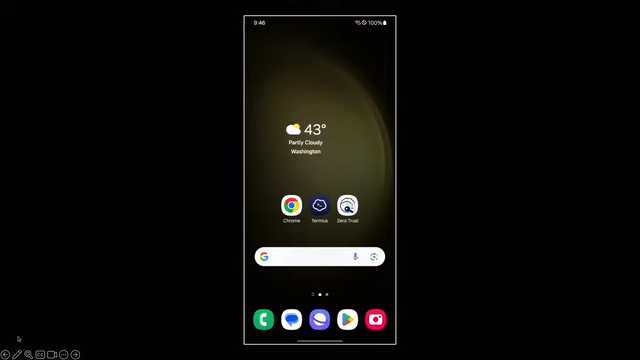 9:46
100%
43°
Partly Cloudy
Washington
Chrome
Termius
Zero Trust